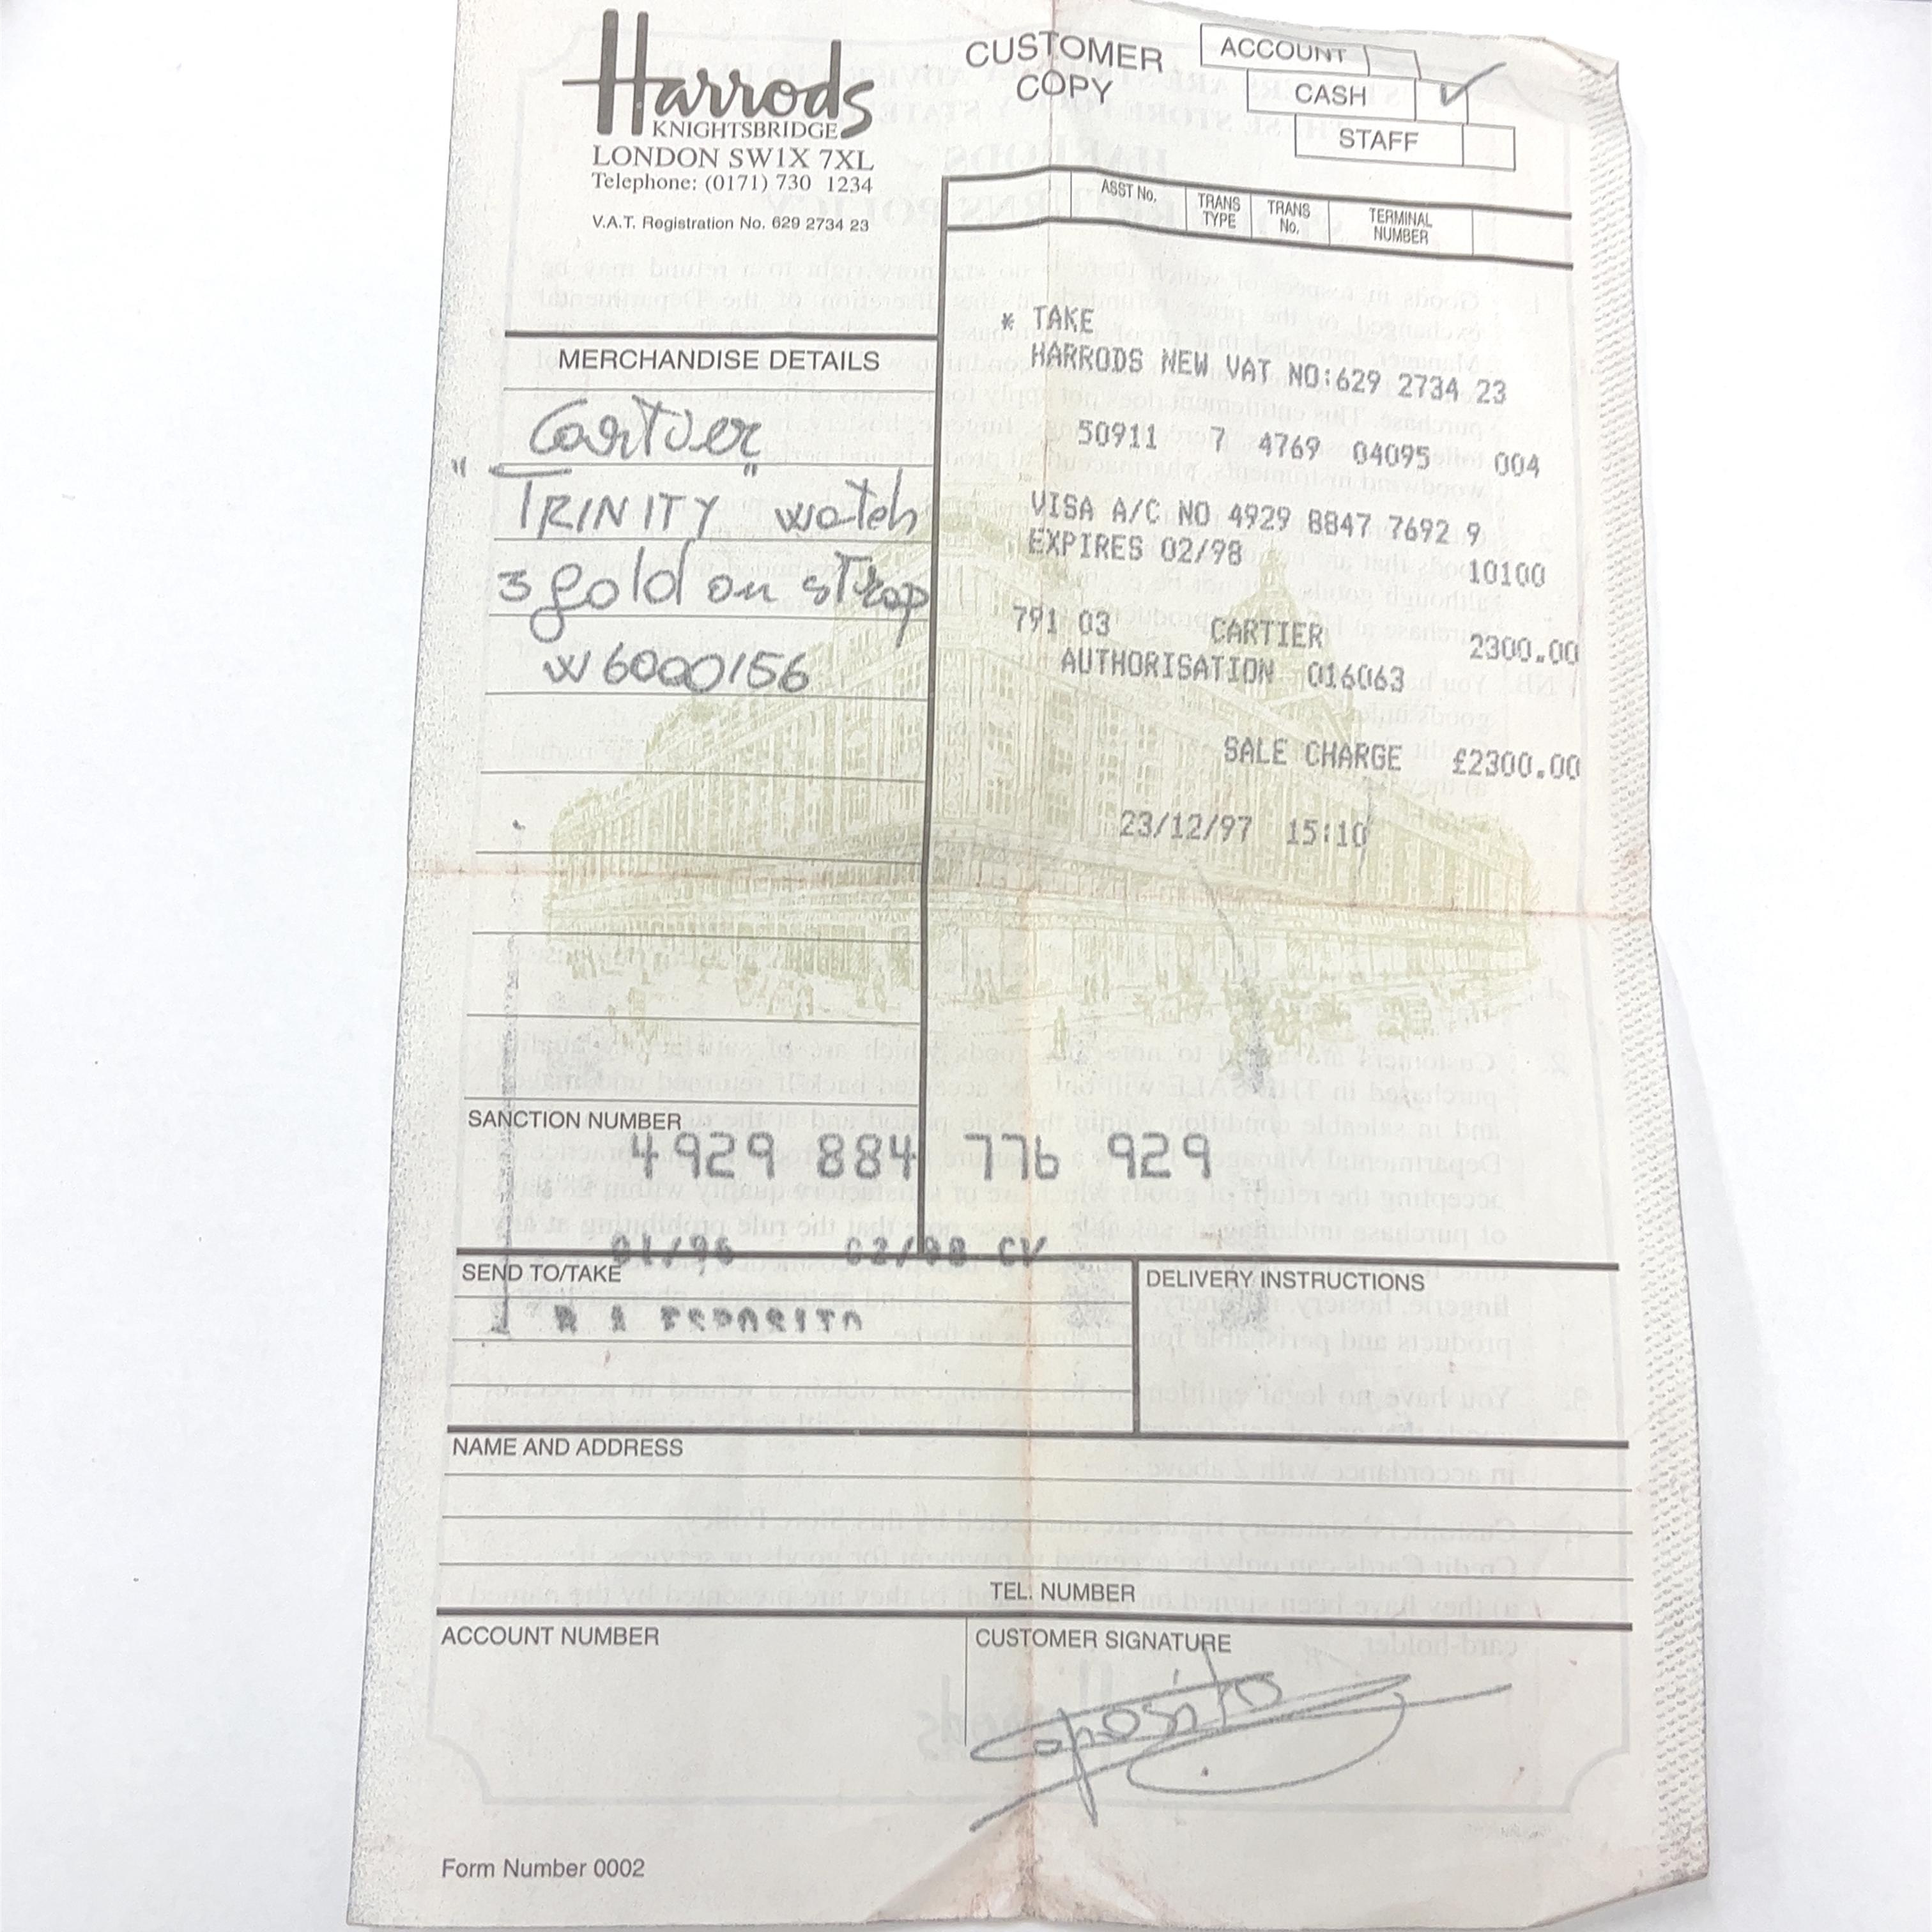 Harrods
KNIGHTSBRIDGE
LONDON SW1X 7XL
Telephone: (0171) 730 1234
V.A.T. Registration No. 629 2734 23
CUSTOMER
COPY
ACCOUNT
CASH ✓
STAFF
ASST No. TRANS TYPE TRANS No. TERMINAL NUMBER
* TAKE
HARRODS NEW VAT NO:629 2734 23
50911 7 4769 04095 004
VISA A/C NO 4929 8847 7692 9
EXPIRES 02/98 10100
791 03 CARTIER 2300.00
AUTHORISATION 016063
SALE CHARGE £2300.00
23/12/97 15:10
MERCHANDISE DETAILS
Cartier
"TRINITY" watch
3 gold on strap
W6000156
SANCTION NUMBER
4929 884 776 929
01/96 02/98 CV
SEND TO/TAKE
DELIVERY INSTRUCTIONS
NAME AND ADDRESS
TEL. NUMBER
ACCOUNT NUMBER
CUSTOMER SIGNATURE
Form Number 0002